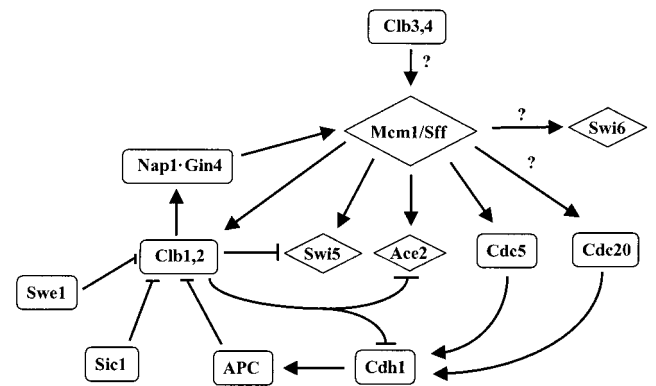 Clb3,4
?
Mcm1/Sff
?
Swi6
Nap1·Gin4
?
Clb1,2
Swi5
Ace2
Cdc5
Cdc20
Swe1
Sic1
APC
Cdh1